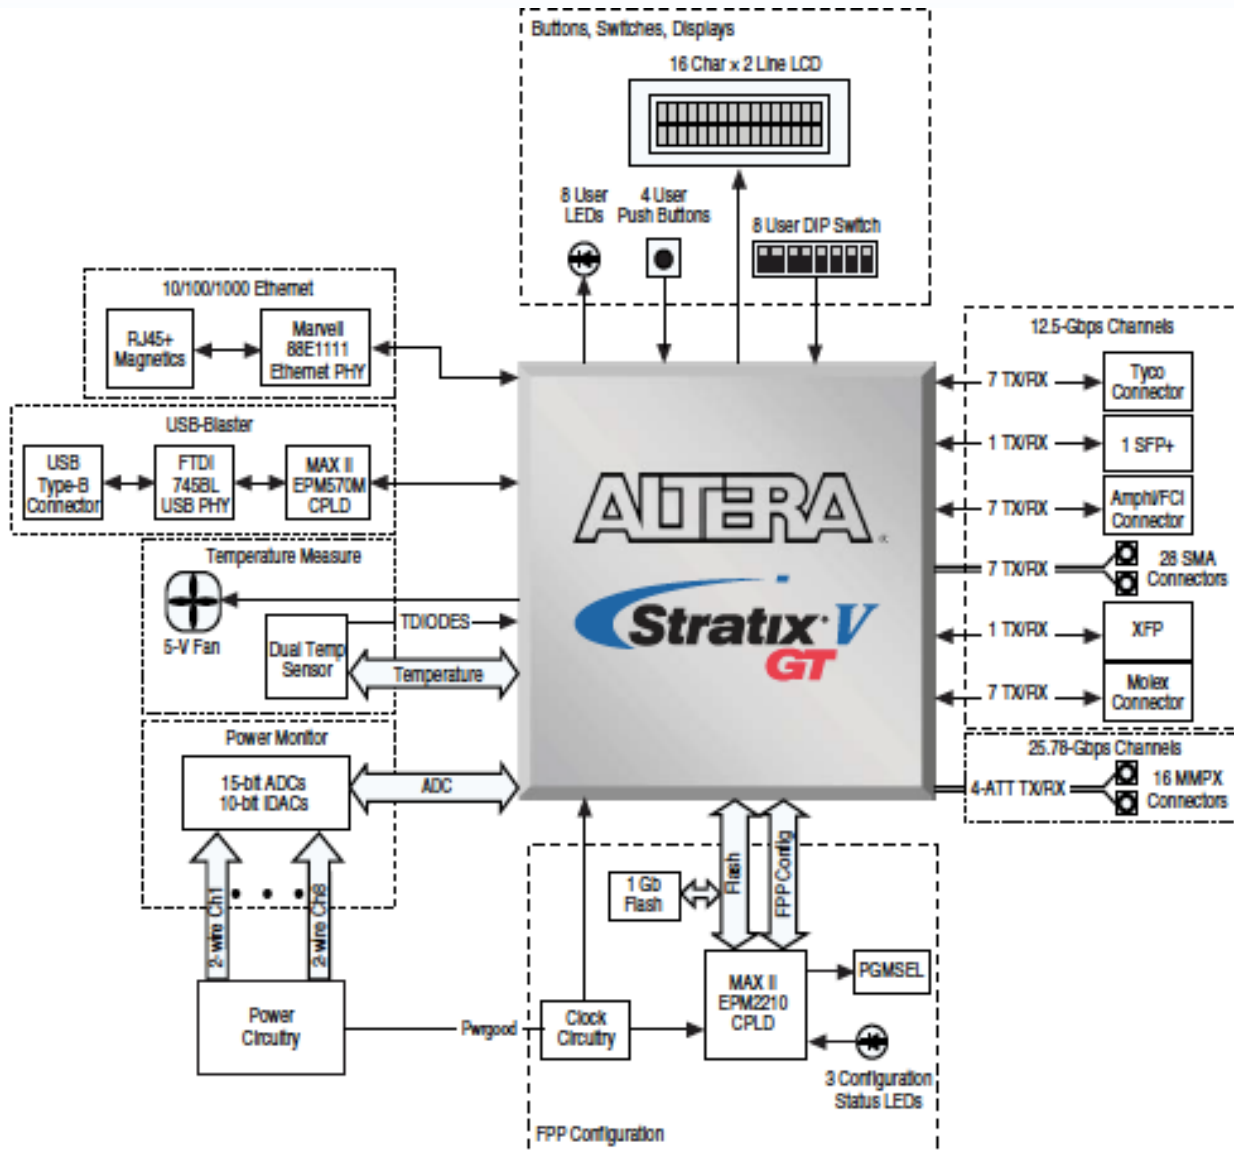 Buttons, Switches, Displays
16 Char x 2 Line LCD
8 User
LEDs
4 User
Push Buttons
8 User DIP Switch
10/100/1000 Ethernet
RJ45+
Magnetics
Marvell
88E1111
Ethernet PHY
USB-Blaster
USB
Type-B
Connector
FTDI
745BL
USB PHY
MAX II
EPM570M
CPLD
Temperature Measure
5-V Fan
TDIODES
Dual Temp
Sensor
Temperature
Power Monitor
15-bit ADCs
10-bit IDACs
ADC
2-wire Ch1
2-wire Ch8
Power
Circuitry
Pwrgood
ALTERA
®
Stratix® V
GT
12.5-Gbps Channels
7 TX/RX
Tyco
Connector
1 TX/RX
1 SFP+
7 TX/RX
Amphl/FCI
Connector
7 TX/RX
28 SMA
Connectors
1 TX/RX
XFP
7 TX/RX
Molex
Connector
25.78-Gbps Channels
4-ATT TX/RX
16 MMPX
Connectors
1 Gb
Flash
Flash
FPP Config
MAX II
EPM2210
CPLD
PGMSEL
Clock
Circuitry
3 Configuration
Status LEDs
FPP Configuration